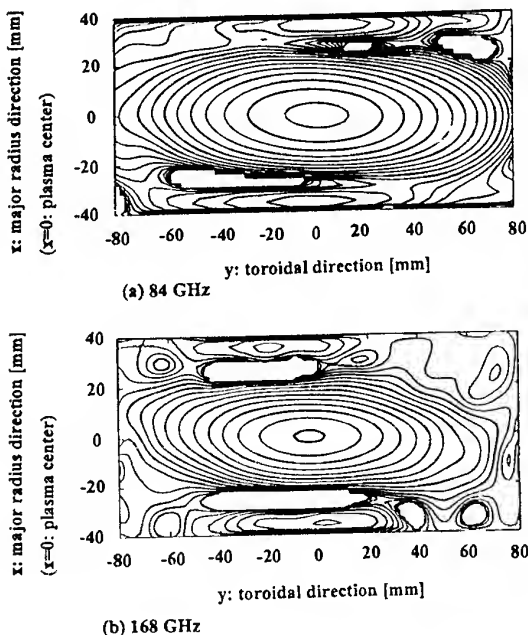 x: major radius direction [mm]
(x=0: plasma center)
40
20
0
-20
-40
-80 -60 -40 -20 0 20 40 60 80
y: toroidal direction [mm]
(a) 84 GHz
x: major radius direction [mm]
(x=0: plasma center)
40
20
0
-20
-40
-80 -60 -40 -20 0 20 40 60 80
y: toroidal direction [mm]
(b) 168 GHz